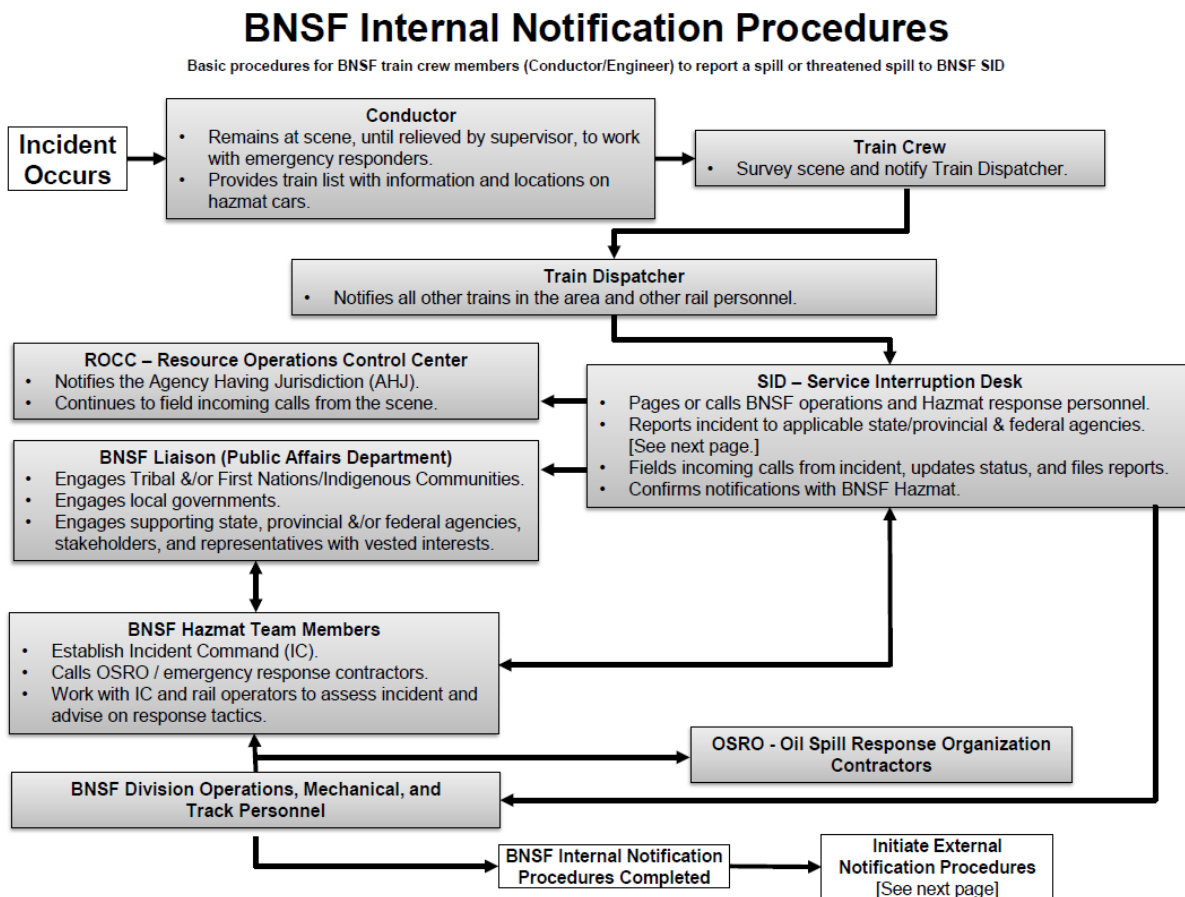 BNSF Internal Notification Procedures
Basic procedures for BNSF train crew members (Conductor/Engineer) to report a spill or threatened spill to BNSF SID
Incident
Occurs
Conductor
• Remains at scene, until relieved by supervisor, to work
with emergency responders.
• Provides train list with information and locations on
hazmat cars.
Train Crew
• Survey scene and notify Train Dispatcher.
Train Dispatcher
• Notifies all other trains in the area and other rail personnel.
ROCC – Resource Operations Control Center
• Notifies the Agency Having Jurisdiction (AHJ).
• Continues to field incoming calls from the scene.
SID – Service Interruption Desk
• Pages or calls BNSF operations and Hazmat response personnel.
• Reports incident to applicable state/provincial & federal agencies.
[See next page.]
• Fields incoming calls from incident, updates status, and files reports.
• Confirms notifications with BNSF Hazmat.
BNSF Liaison (Public Affairs Department)
• Engages Tribal &/or First Nations/Indigenous Communities.
• Engages local governments.
• Engages supporting state, provincial &/or federal agencies,
stakeholders, and representatives with vested interests.
BNSF Hazmat Team Members
• Establish Incident Command (IC).
• Calls OSRO / emergency response contractors.
• Work with IC and rail operators to assess incident and
advise on response tactics.
OSRO - Oil Spill Response Organization
Contractors
BNSF Division Operations, Mechanical, and
Track Personnel
BNSF Internal Notification
Procedures Completed
Initiate External
Notification Procedures
[See next page]